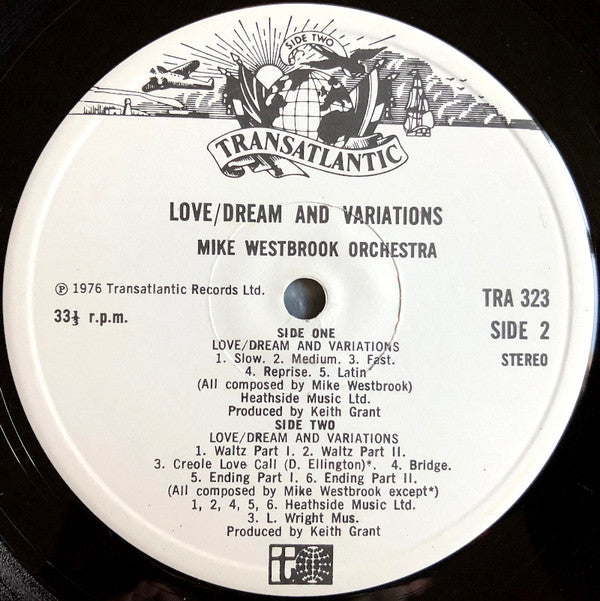 SIDE TWO
TRANSATLANTIC
LOVE/DREAM AND VARIATIONS
MIKE WESTBROOK ORCHESTRA
℗ 1976 Transatlantic Records Ltd.
33⅓ r.p.m.
TRA 323
SIDE 2
STEREO
SIDE ONE
LOVE/DREAM AND VARIATIONS
1. Slow. 2. Medium. 3. Fast.
4. Reprise. 5. Latin
(All composed by Mike Westbrook)
Heathside Music Ltd.
Produced by Keith Grant
SIDE TWO
LOVE/DREAM AND VARIATIONS
1. Waltz Part I. 2. Waltz Part II.
3. Creole Love Call (D. Ellington)*. 4. Bridge.
5. Ending Part I. 6. Ending Part II.
(All composed by Mike Westbrook except*)
1, 2, 4, 5, 6. Heathside Music Ltd.
3. L. Wright Mus.
Produced by Keith Grant
it